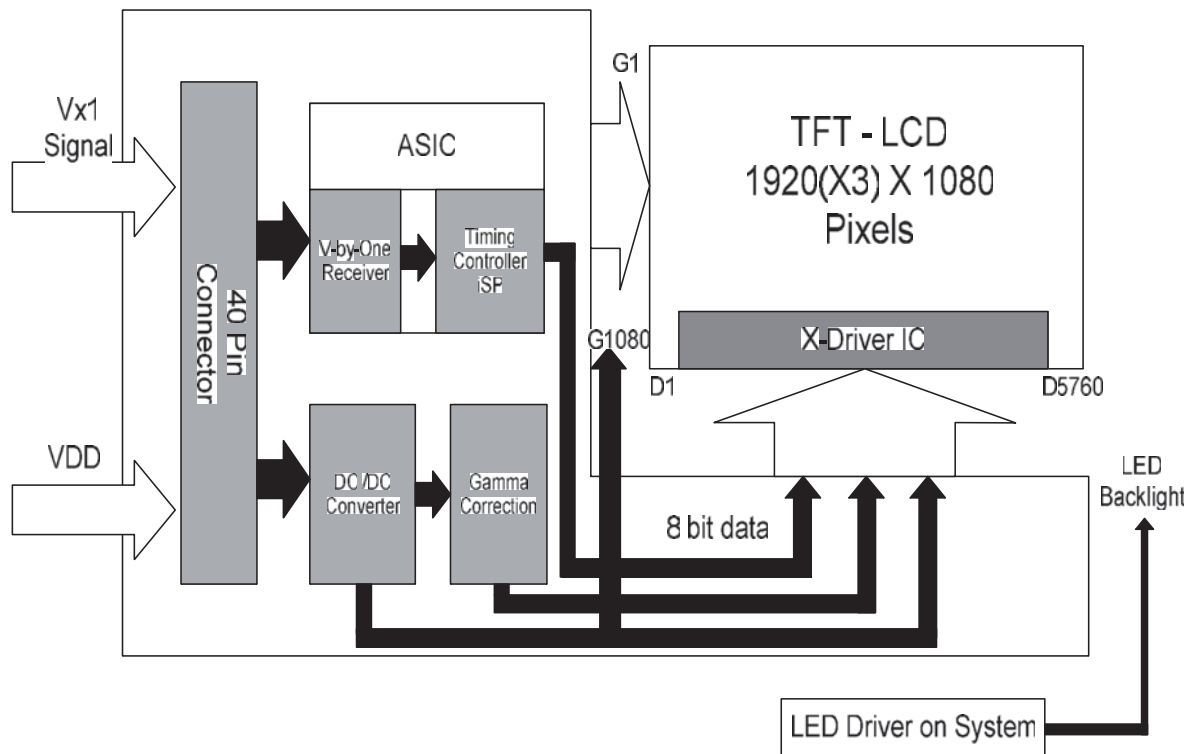 Vx1
Signal
VDD
40 Pin
Connector
ASIC
V-by-One
Receiver
Timing
Controller
iSP
DC/DC
Converter
Gamma
Correction
G1
G1080
TFT - LCD
1920(X3) X 1080
Pixels
X-Driver IC
D1
D5760
8 bit data
LED
Backlight
LED Driver on System